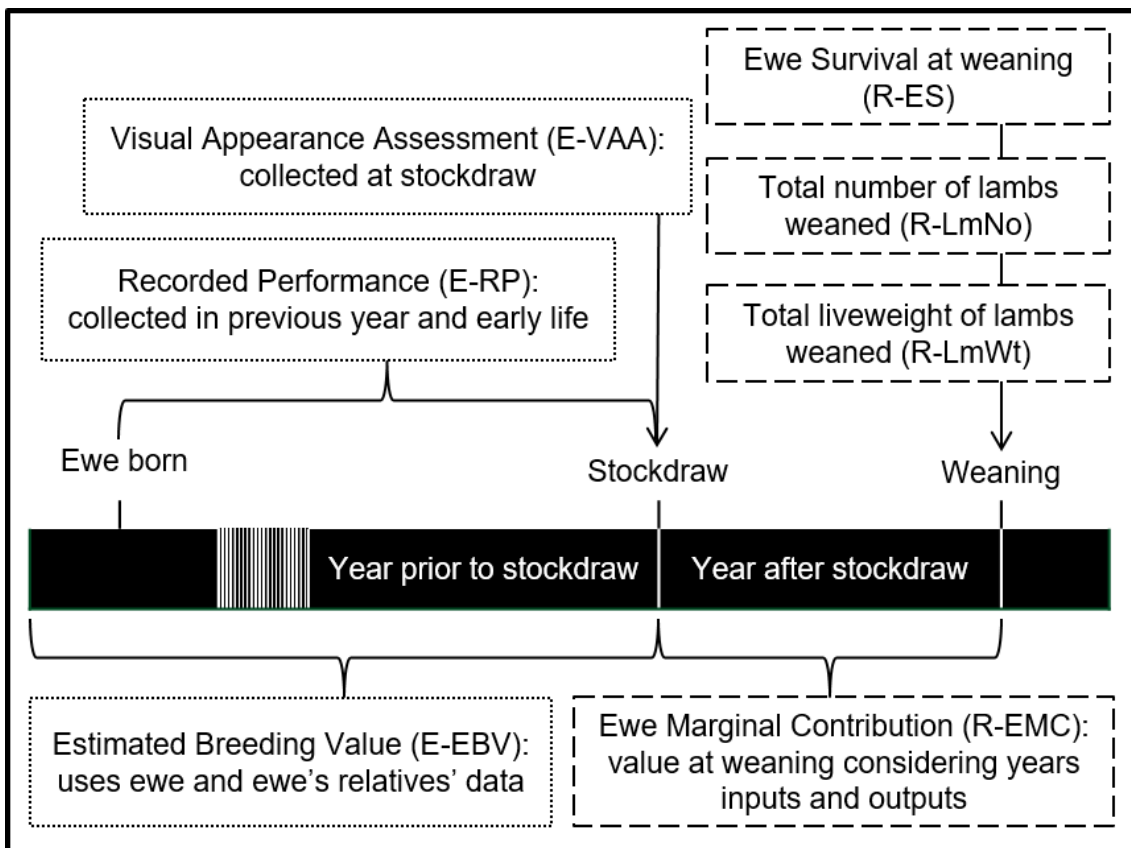 Ewe Survival at weaning
(R-ES)
Visual Appearance Assessment (E-VAA):
collected at stockdraw
Total number of lambs
weaned (R-LmNo)
Recorded Performance (E-RP):
collected in previous year and early life
Total liveweight of lambs
weaned (R-LmWt)
Ewe born
Stockdraw
Weaning
Year prior to stockdraw
Year after stockdraw
Estimated Breeding Value (E-EBV):
uses ewe and ewe’s relatives’ data
Ewe Marginal Contribution (R-EMC):
value at weaning considering years
inputs and outputs